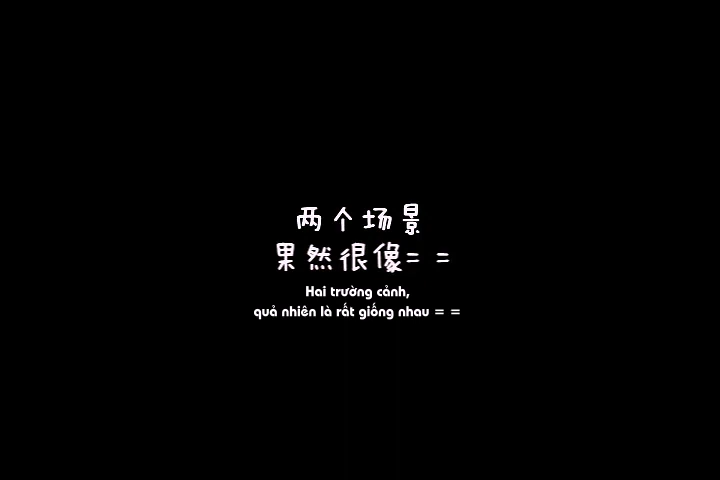 两个场景
果然很像= =
Hai trường cảnh,
quả nhiên là rất giống nhau = =